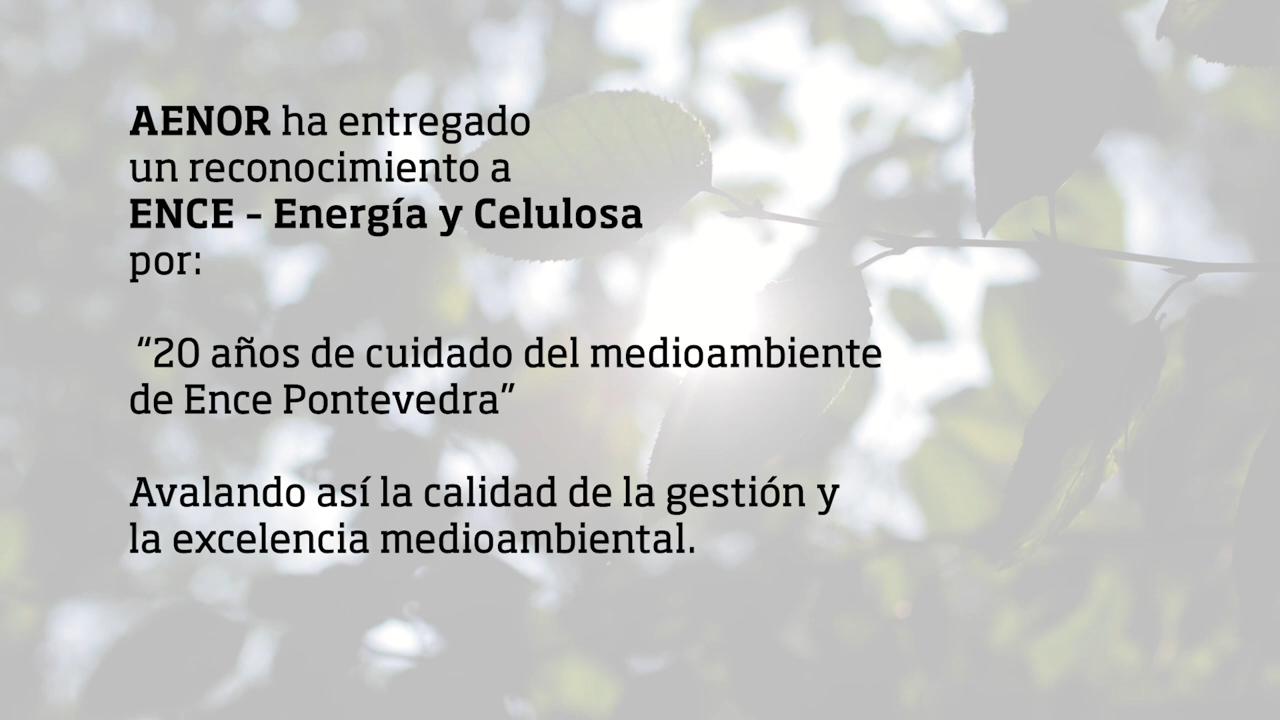 AENOR ha entregado
un reconocimiento a
ENCE - Energía y Celulosa
por:
“20 años de cuidado del medioambiente
de Ence Pontevedra”
Avalando así la calidad de la gestión y
la excelencia medioambiental.